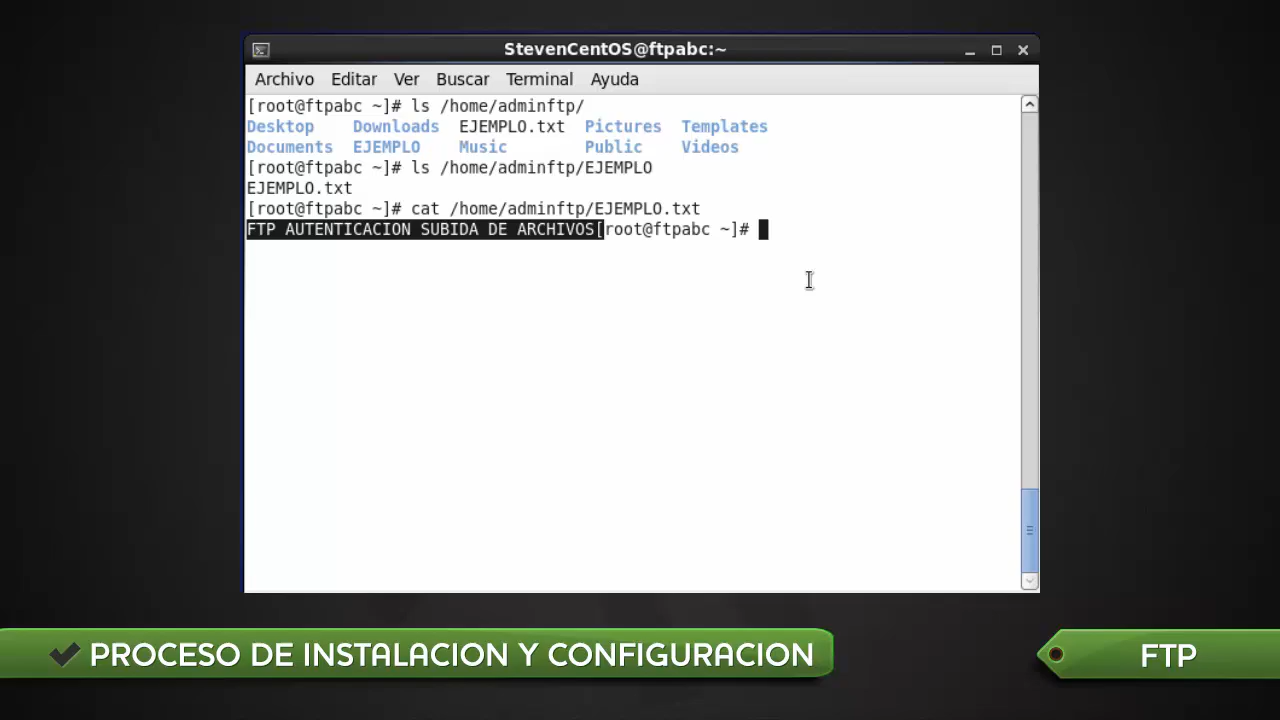 StevenCentOS@ftpabc:~
Archivo Editar Ver Buscar Terminal Ayuda
[root@ftpabc ~]# ls /home/adminftp/
Desktop Downloads EJEMPLO.txt Pictures Templates
Documents EJEMPLO Music Public Videos
[root@ftpabc ~]# ls /home/adminftp/EJEMPLO
EJEMPLO.txt
[root@ftpabc ~]# cat /home/adminftp/EJEMPLO.txt
FTP AUTENTICACION SUBIDA DE ARCHIVOS[root@ftpabc ~]#
PROCESO DE INSTALACION Y CONFIGURACION
FTP